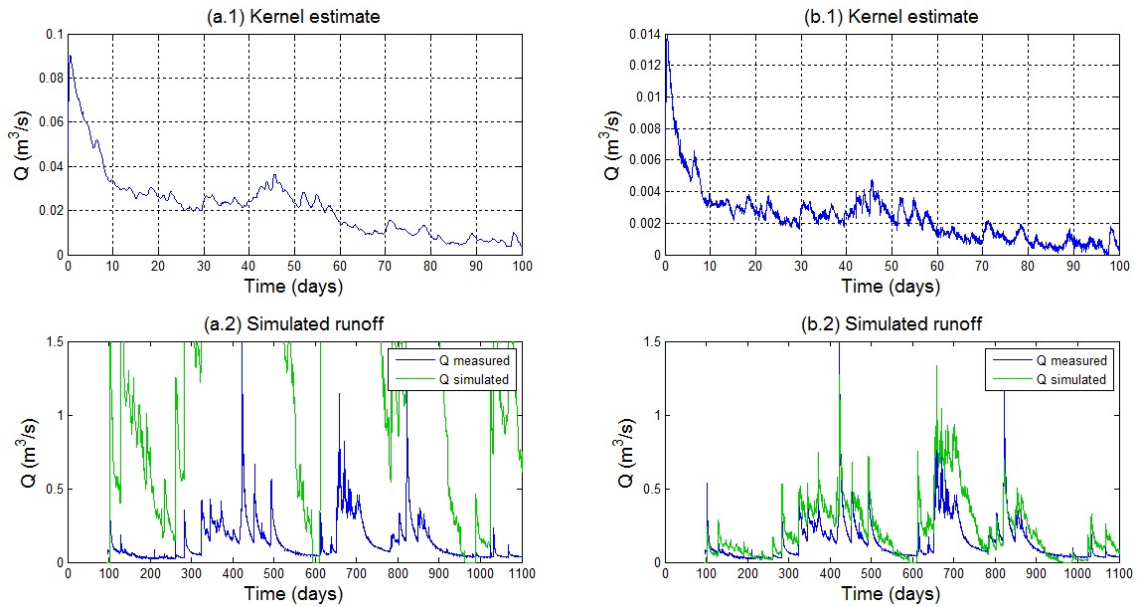 (a.1) Kernel estimate
Q (m³/s)
0.1
0.08
0.06
0.04
0.02
0
0 10 20 30 40 50 60 70 80 90 100
Time (days)
(b.1) Kernel estimate
Q (m³/s)
0.014
0.012
0.010
0.008
0.006
0.004
0.002
0
0 10 20 30 40 50 60 70 80 90 100
Time (days)
(a.2) Simulated runoff
Q (m³/s)
1.5
1
0.5
0
Q measured
Q simulated
0 100 200 300 400 500 600 700 800 900 1000 1100
Time (days)
(b.2) Simulated runoff
Q (m³/s)
1.5
1
0.5
0
Q measured
Q simulated
0 100 200 300 400 500 600 700 800 900 1000 1100
Time (days)